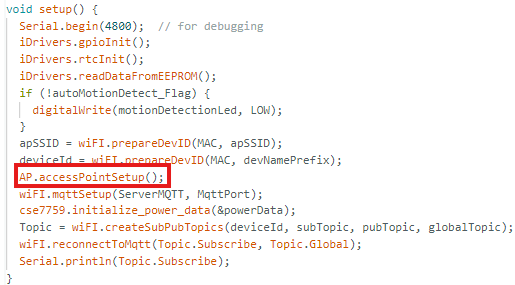 void setup() {
Serial.begin(4800);  // for debugging
iDrivers.gpioInit();
iDrivers.rtcInit();
iDrivers.readDataFromEEPROM();
if (!autoMotionDetect_Flag) {
digitalWrite(motionDetectionLed, LOW);
}
apSSID = wiFI.prepareDevID(MAC, apSSID);
deviceId = wiFI.prepareDevID(MAC, devNamePrefix);
AP.accessPointSetup();
wiFI.mqttSetup(ServerMQTT, MqttPort);
cse7759.initialize_power_data(&powerData);
Topic = wiFI.createSubPubTopics(deviceId, subTopic, pubTopic, globalTopic);
wiFI.reconnectToMqtt(Topic.Subscribe, Topic.Global);
Serial.println(Topic.Subscribe);
}